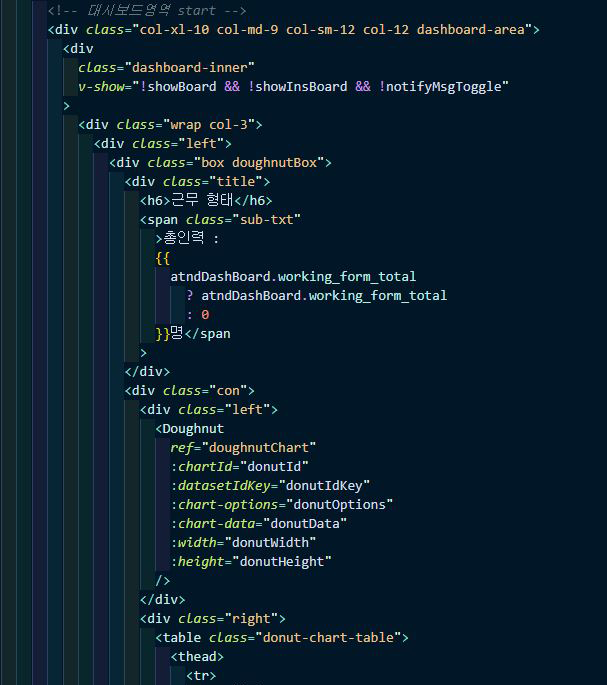 <!-- 대시보드영역 start -->
<div class="col-xl-10 col-md-9 col-sm-12 col-12 dashboard-area">
<div
class="dashboard-inner"
v-show="!showBoard && !showInsBoard && !notifyMsgToggle"
>
<div class="wrap col-3">
<div class="left">
<div class="box doughnutBox">
<div class="title">
<h6>근무 형태</h6>
<span class="sub-txt"
>총인력 :
{{
atndDashBoard.working_form_total
? atndDashBoard.working_form_total
: 0
}}명</span
>
</div>
<div class="con">
<div class="left">
<Doughnut
ref="doughnutChart"
:chartId="donutId"
:datasetIdKey="donutIdKey"
:chart-options="donutOptions"
:chart-data="donutData"
:width="donutWidth"
:height="donutHeight"
/>
</div>
<div class="right">
<table class="donut-chart-table">
<thead>
<tr>